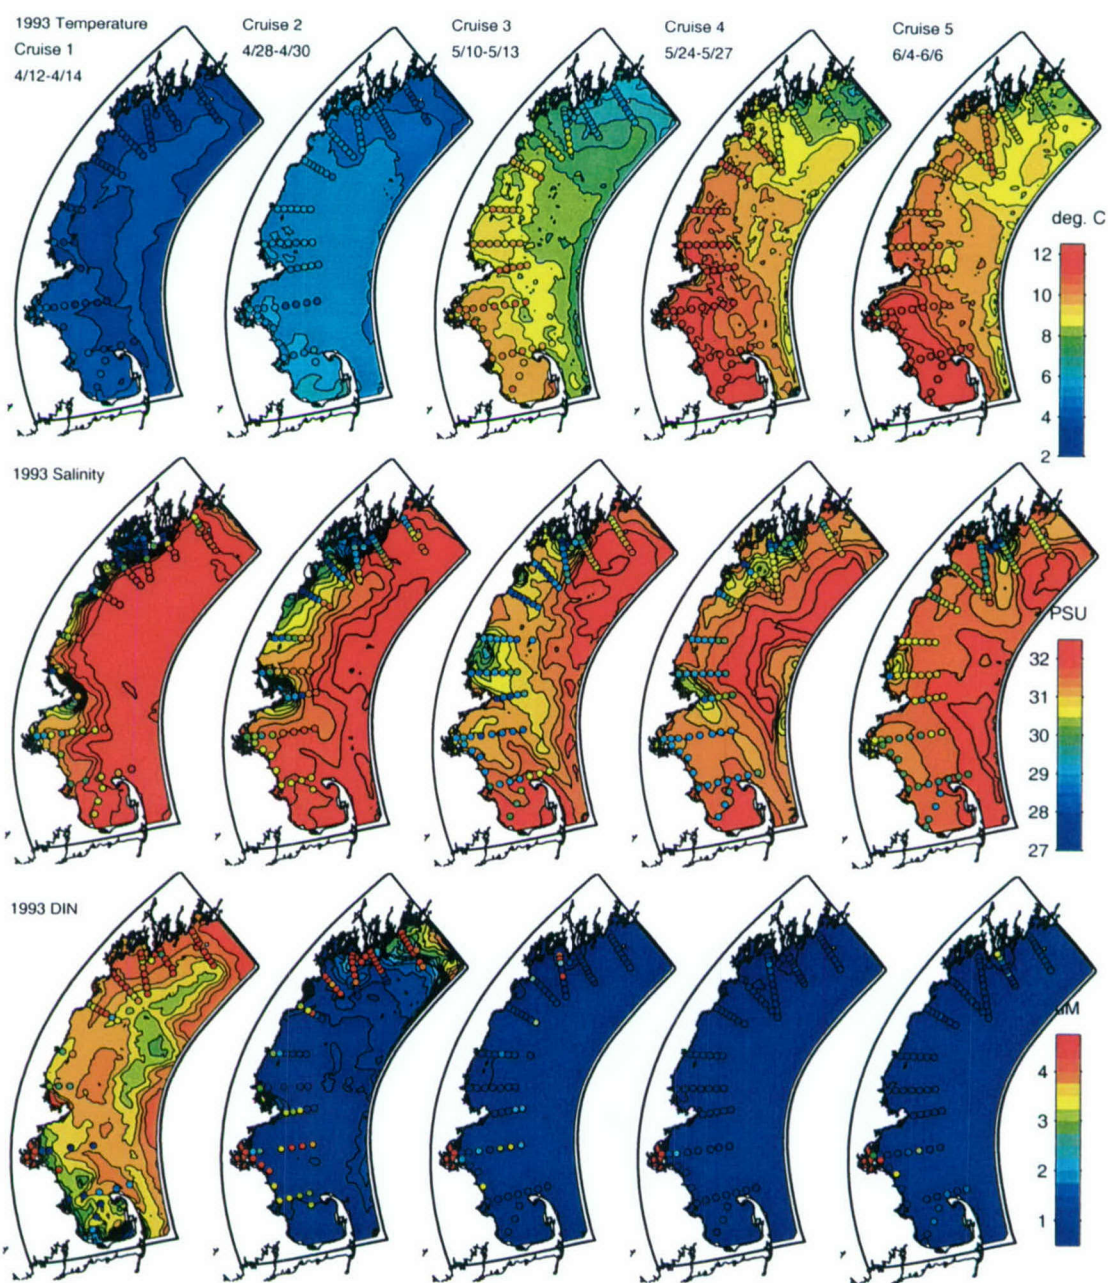 1993 Temperature
Cruise 1
4/12-4/14
Cruise 2
4/28-4/30
Cruise 3
5/10-5/13
Cruise 4
5/24-5/27
Cruise 5
6/4-6/6
deg. C
12
10
8
6
4
2
1993 Salinity
PSU
32
31
30
29
28
27
1993 DIN
4
3
2
1